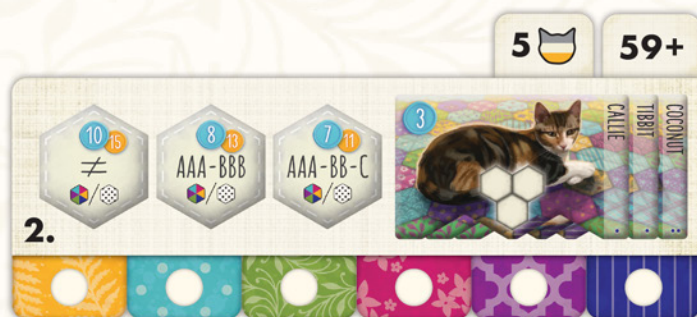 5 59+
10 15
≠
/
8 13
AAA-BBB
/
7 11
AAA-BB-C
/
3
CALLIE
TIBBIT
COCONUT
2.